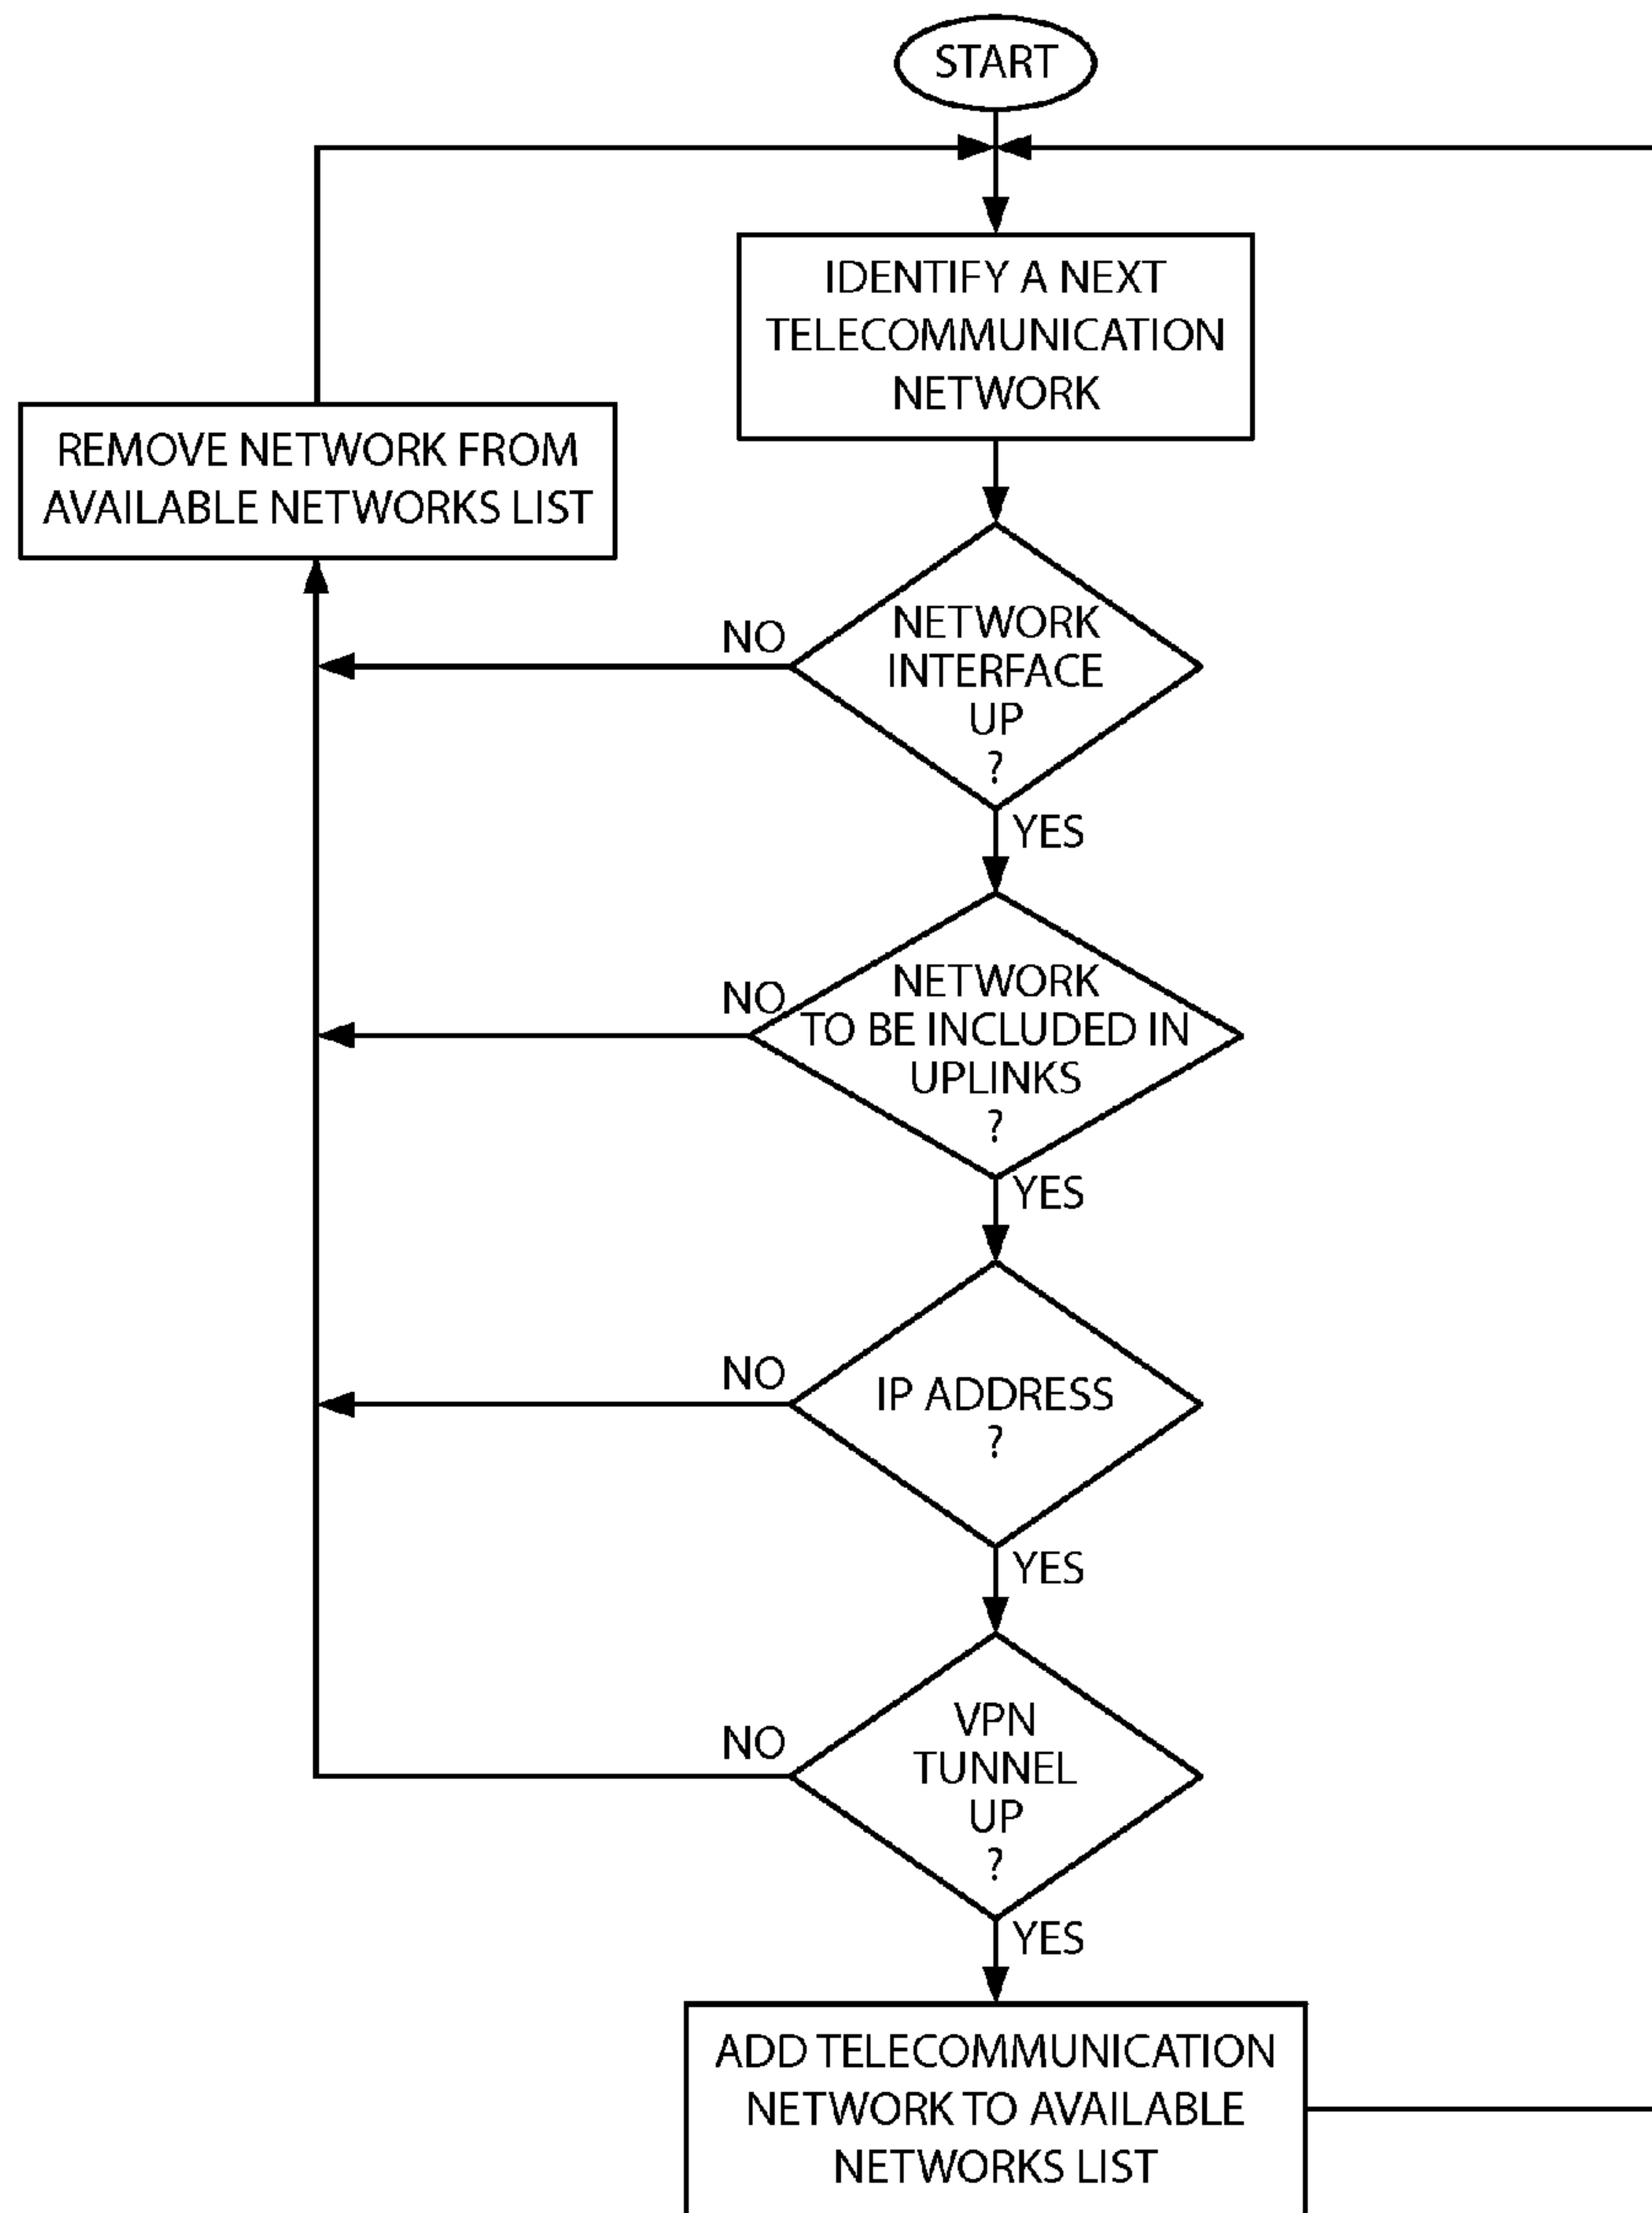 START
IDENTIFY A NEXT
TELECOMMUNICATION
NETWORK
REMOVE NETWORK FROM
AVAILABLE NETWORKS LIST
NO
NETWORK
INTERFACE
UP
?
YES
NO
NETWORK
TO BE INCLUDED IN
UPLINKS
?
YES
NO
IP ADDRESS
?
YES
NO
VPN
TUNNEL
UP
?
YES
ADD TELECOMMUNICATION
NETWORK TO AVAILABLE
NETWORKS LIST